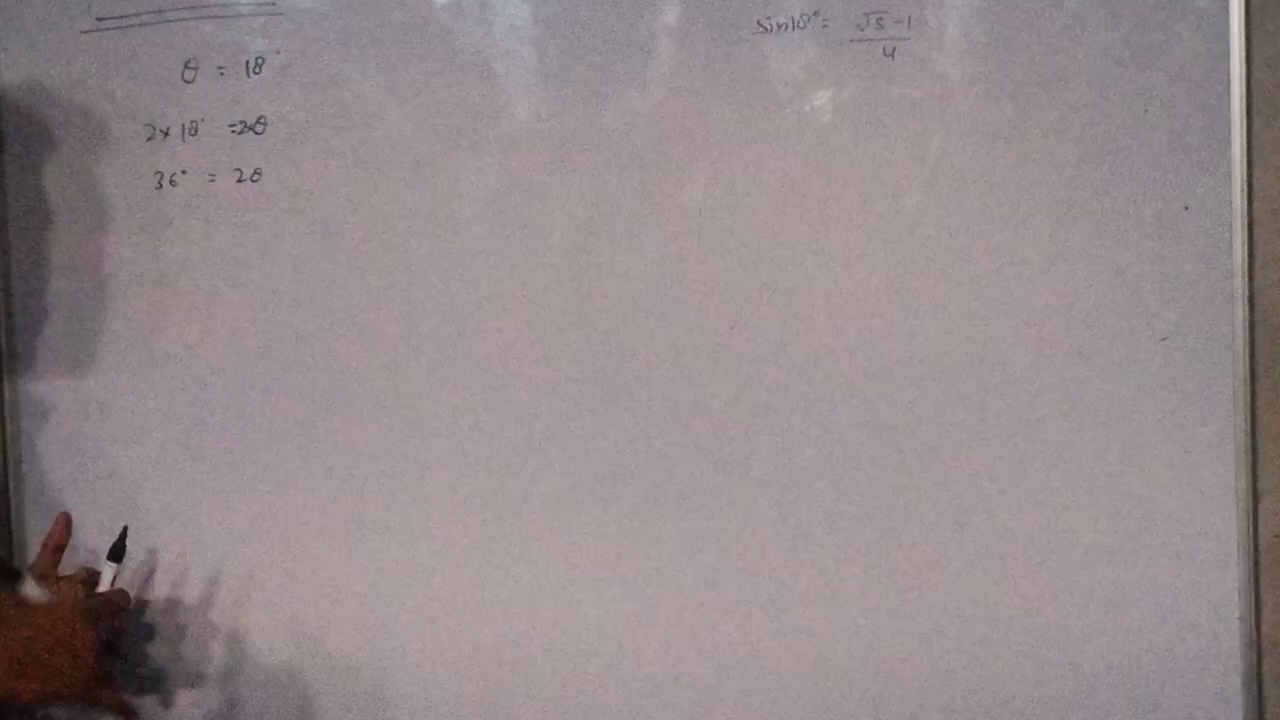 θ = 18°
2×18° = 2θ
36° = 2θ
sin18° = √5-1
4